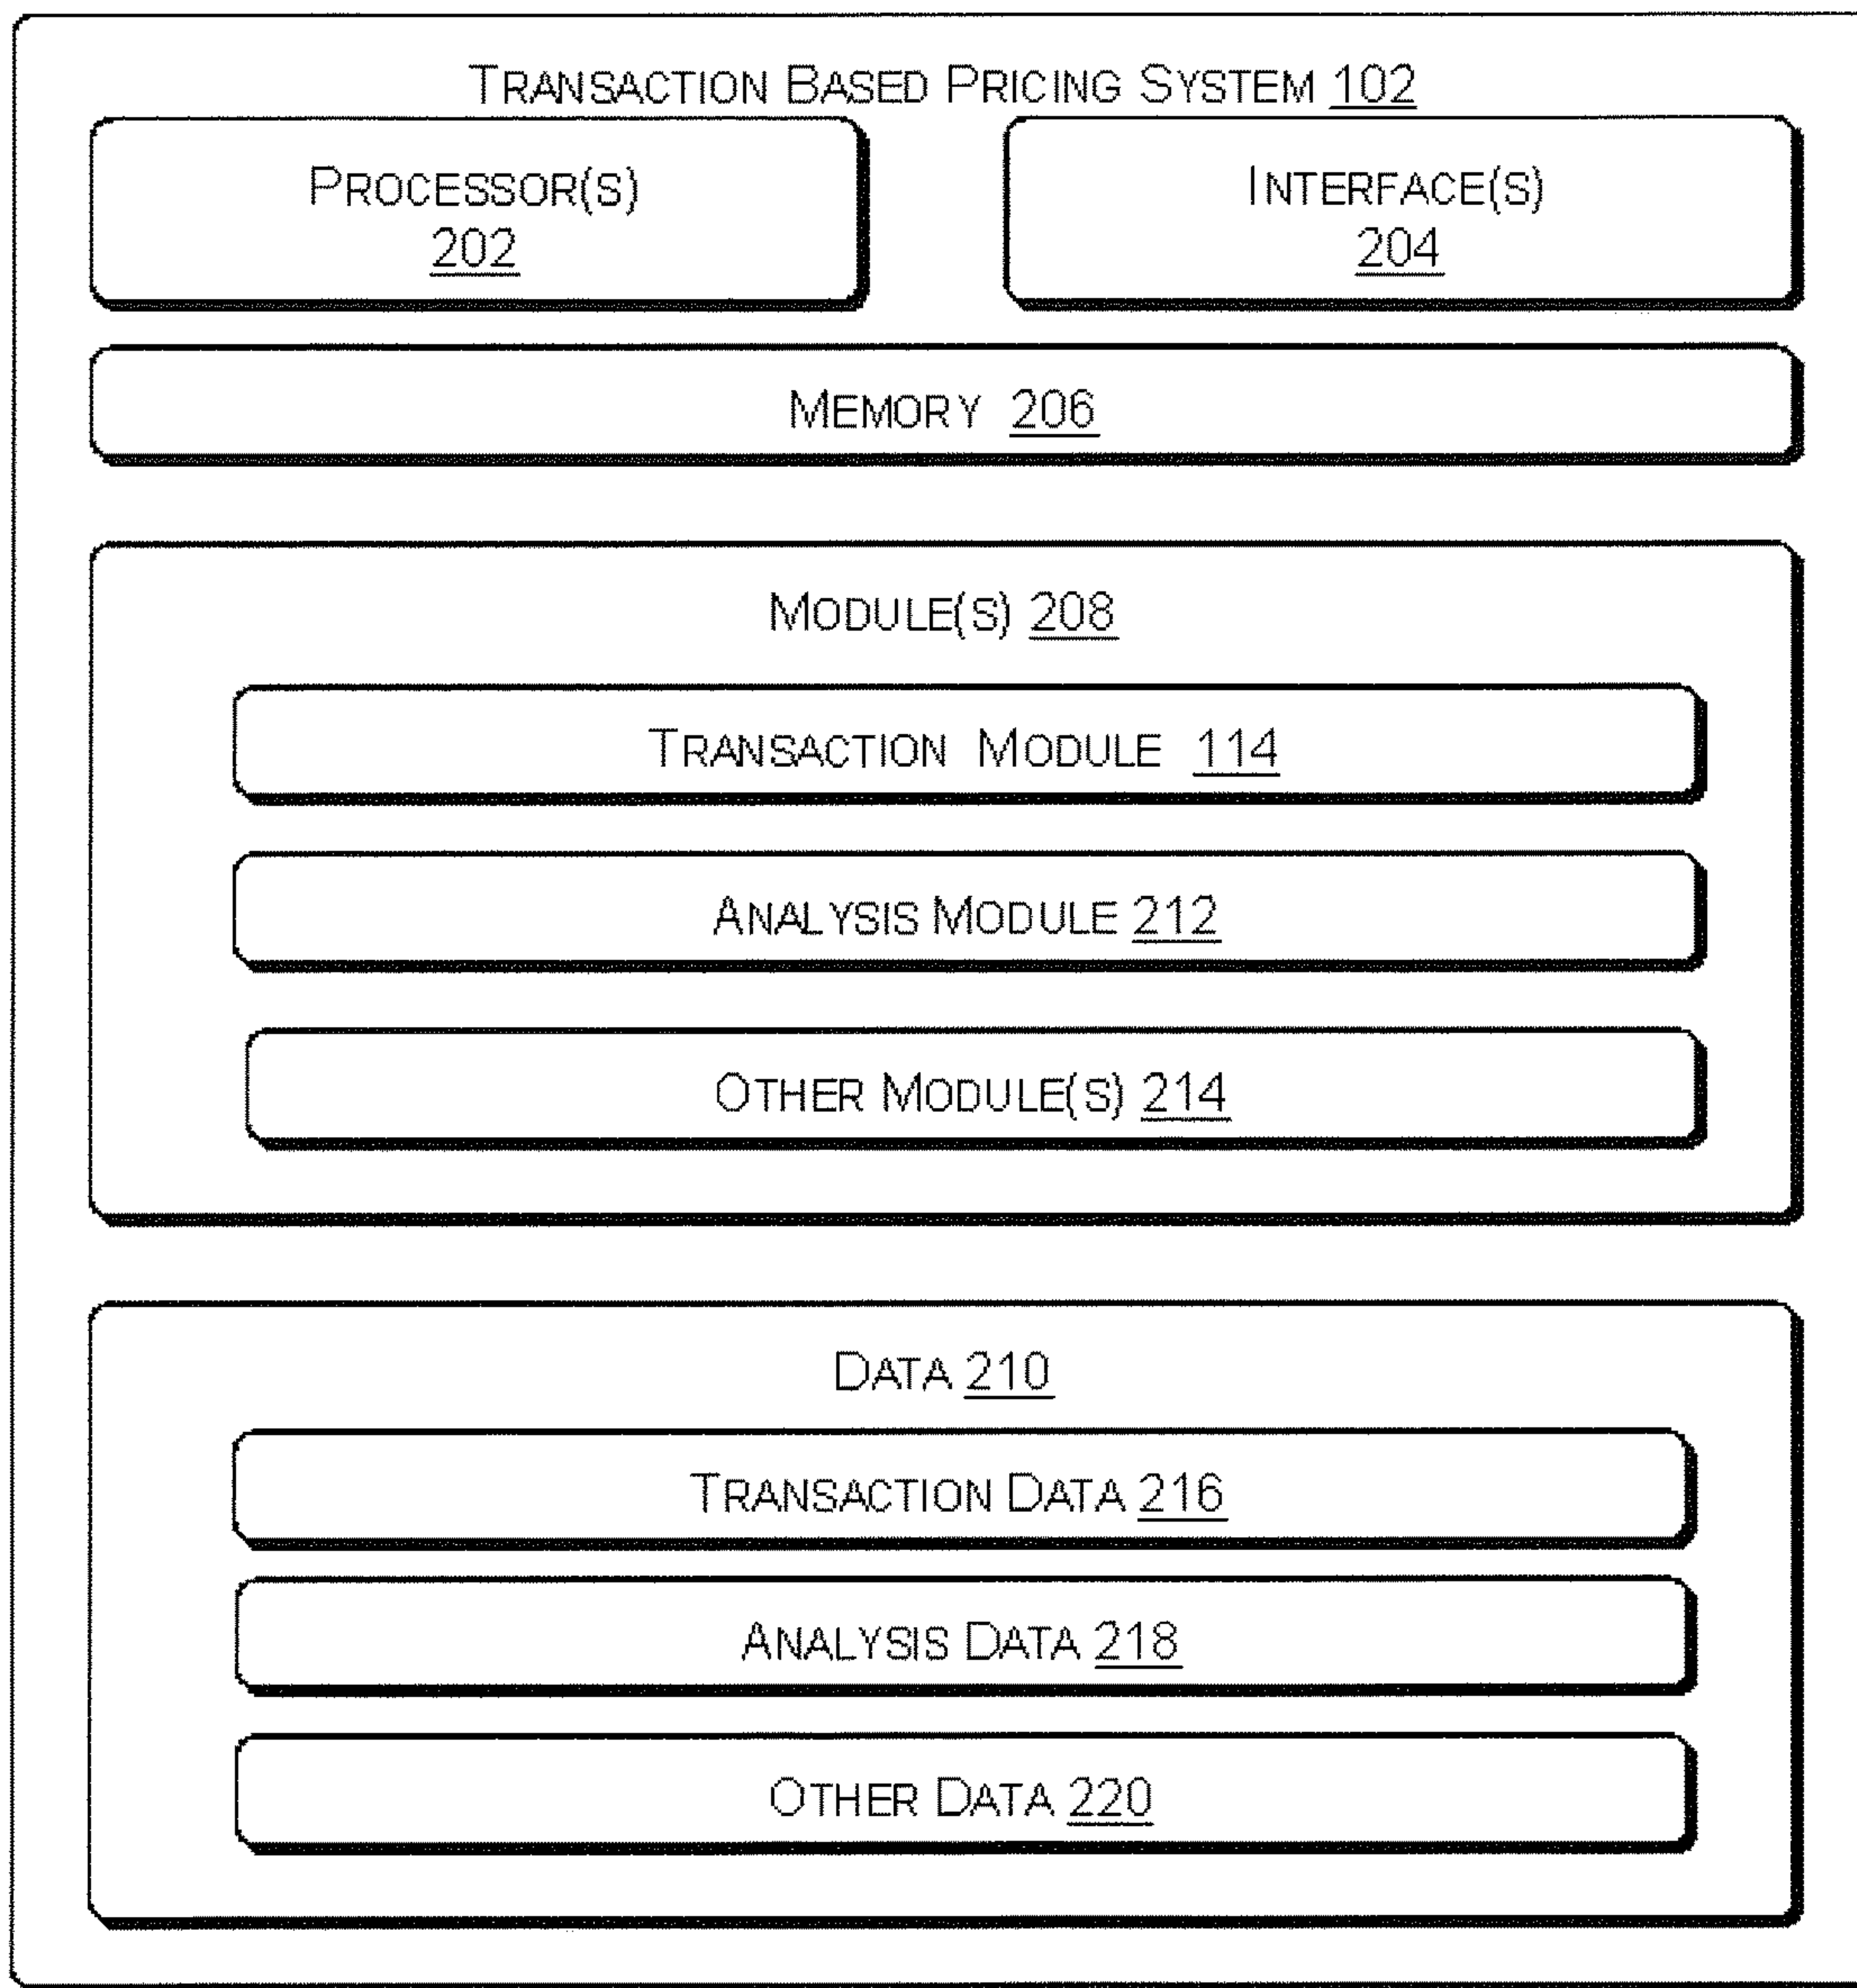 TRANSACTION BASED PRICING SYSTEM 102
PROCESSOR(S)
202
INTERFACE(S)
204
MEMORY 206
MODULE(S) 208
TRANSACTION MODULE 114
ANALYSIS MODULE 212
OTHER MODULE(S) 214
DATA 210
TRANSACTION DATA 216
ANALYSIS DATA 218
OTHER DATA 220